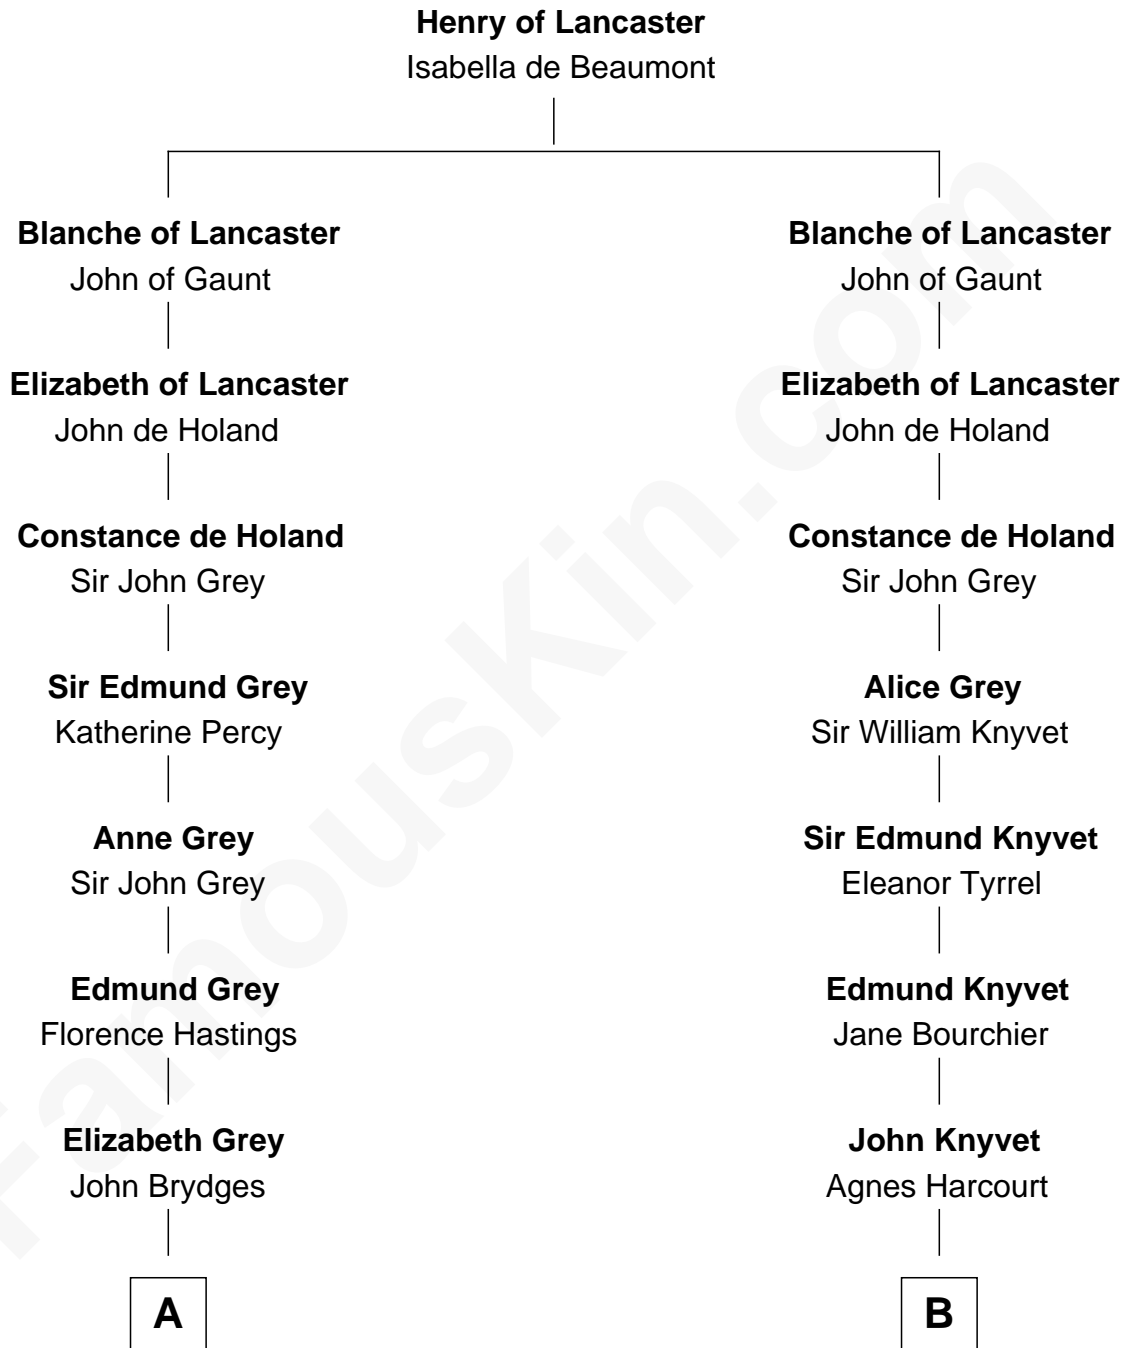 Henry of Lancaster
Isabella de Beaumont
Blanche of Lancaster
John of Gaunt
Elizabeth of Lancaster
John de Holand
Constance de Holand
Sir John Grey
Sir Edmund Grey
Katherine Percy
Anne Grey
Sir John Grey
Edmund Grey
Florence Hastings
Elizabeth Grey
John Brydges
A
Blanche of Lancaster
John of Gaunt
Elizabeth of Lancaster
John de Holand
Constance de Holand
Sir John Grey
Alice Grey
Sir William Knyvet
Sir Edmund Knyvet
Eleanor Tyrrel
Edmund Knyvet
Jane Bourchier
John Knyvet
Agnes Harcourt
B
FamousKin.com